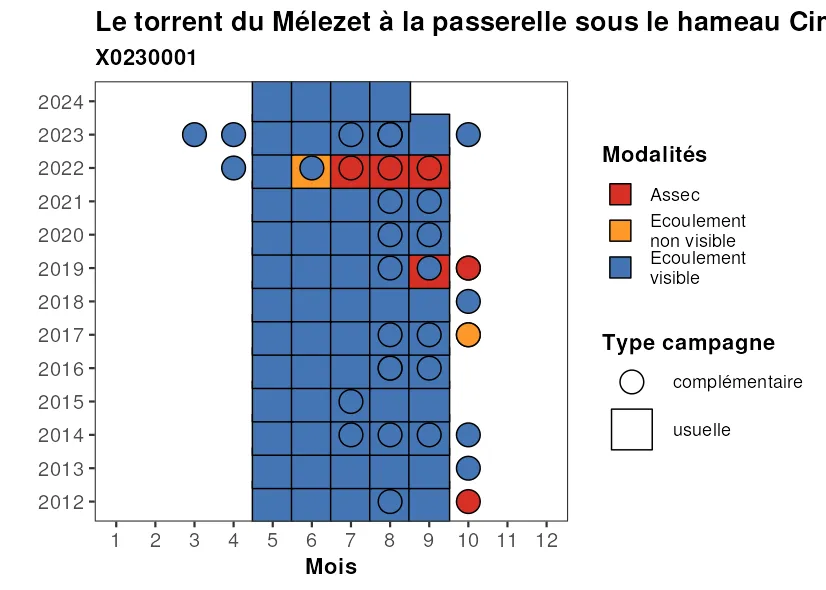 Le torrent du Mélezet à la passerelle sous le hameau Cir
X0230001
2024
2023
2022
2021
2020
2019
2018
2017
2016
2015
2014
2013
2012
1 2 3 4 5 6 7 8 9 10 11 12
Mois
Modalités
Assec
Ecoulement
non visible
Ecoulement
visible
Type campagne
complémentaire
usuelle